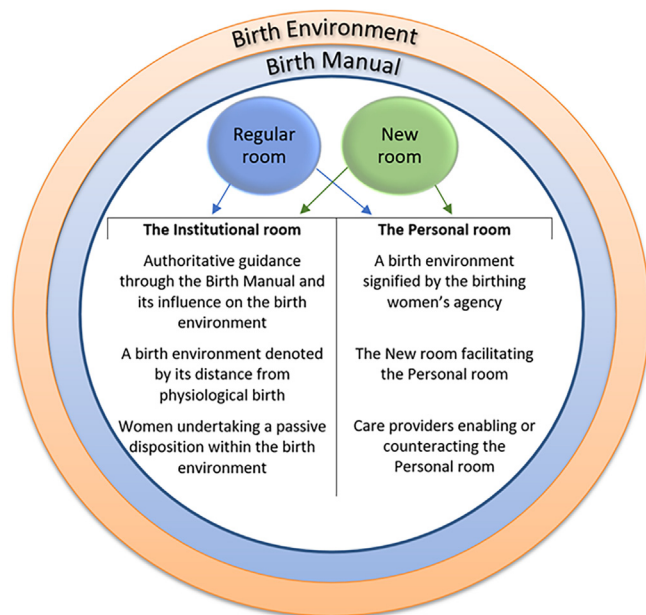 Birth Environment
Birth Manual
Regular
room
New
room
The Institutional room
Authoritative guidance
through the Birth Manual and
its influence on the birth
environment
A birth environment denoted
by its distance from
physiological birth
Women undertaking a passive
disposition within the birth
environment
The Personal room
A birth environment
signified by the birthing
women's agency
The New room facilitating
the Personal room
Care providers enabling or
counteracting the
Personal room